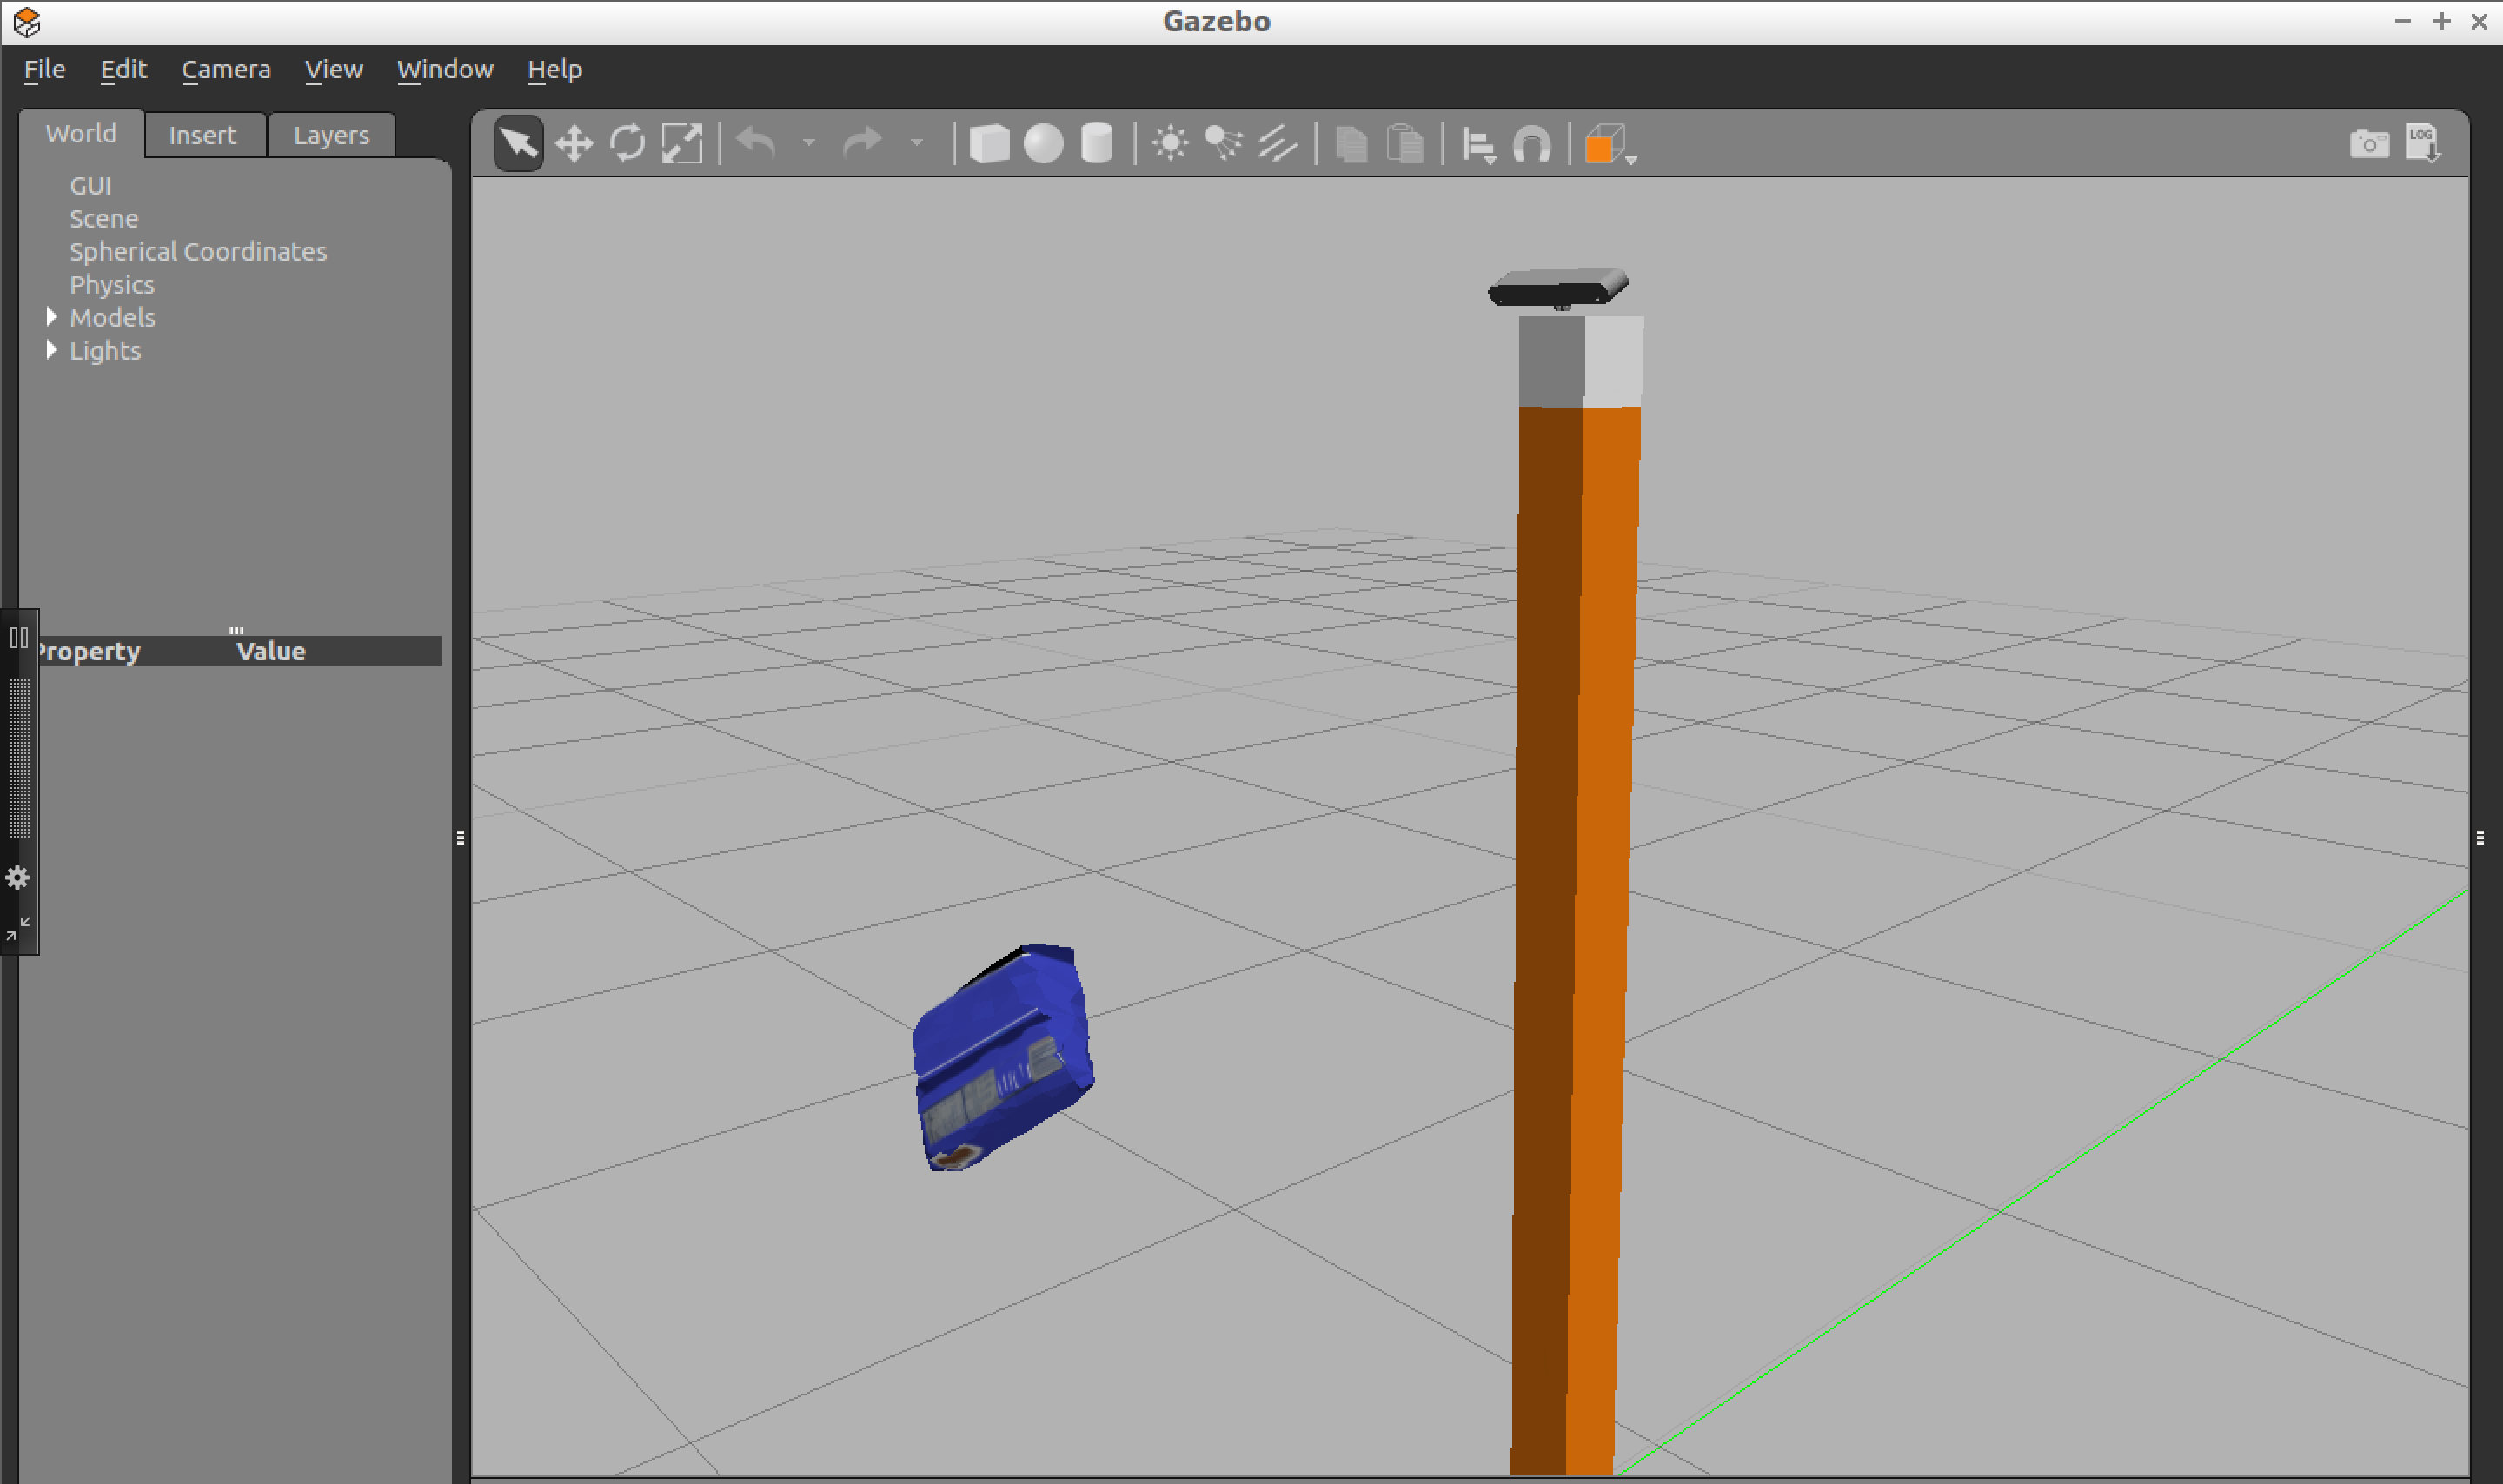 Gazebo
File Edit Camera View Window Help
World Insert Layers
LOG
GUI
Scene
Spherical Coordinates
Physics
Models
Lights
Property Value